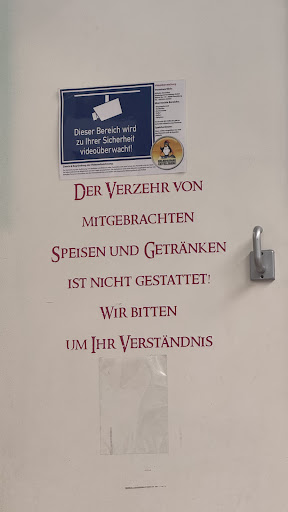 Dieser Bereich wird
zu Ihrer Sicherheit
videoüberwacht!
DER VERZEHR VON
MITGEBRACHTEN
SPEISEN UND GETRÄNKEN
IST NICHT GESTATTET!
WIR BITTEN
UM IHR VERSTÄNDNIS